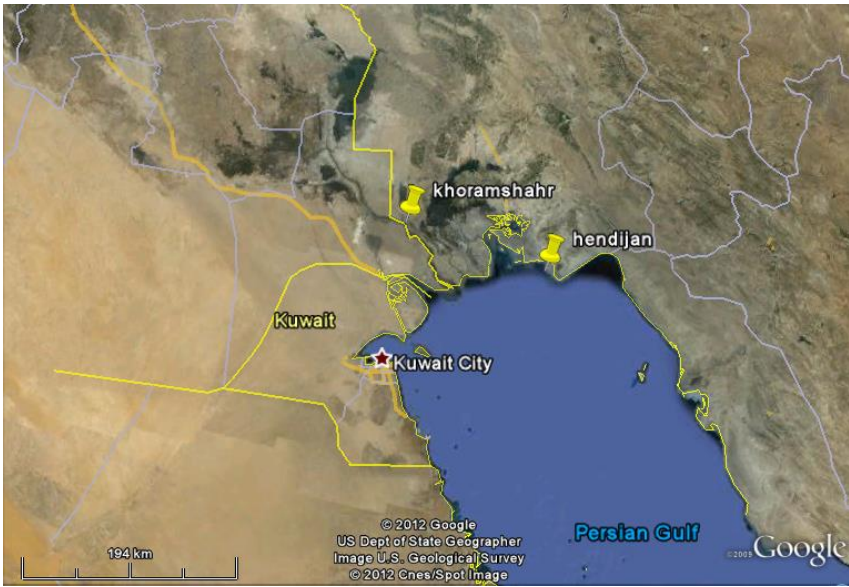 khoramshahr
hendijan
Kuwait
Kuwait City
Persian Gulf
© 2012 Google
US Dept of State Geographer
Image U.S. Geological Survey
© 2012 Cnes/Spot Image
194 km
©2009 Google